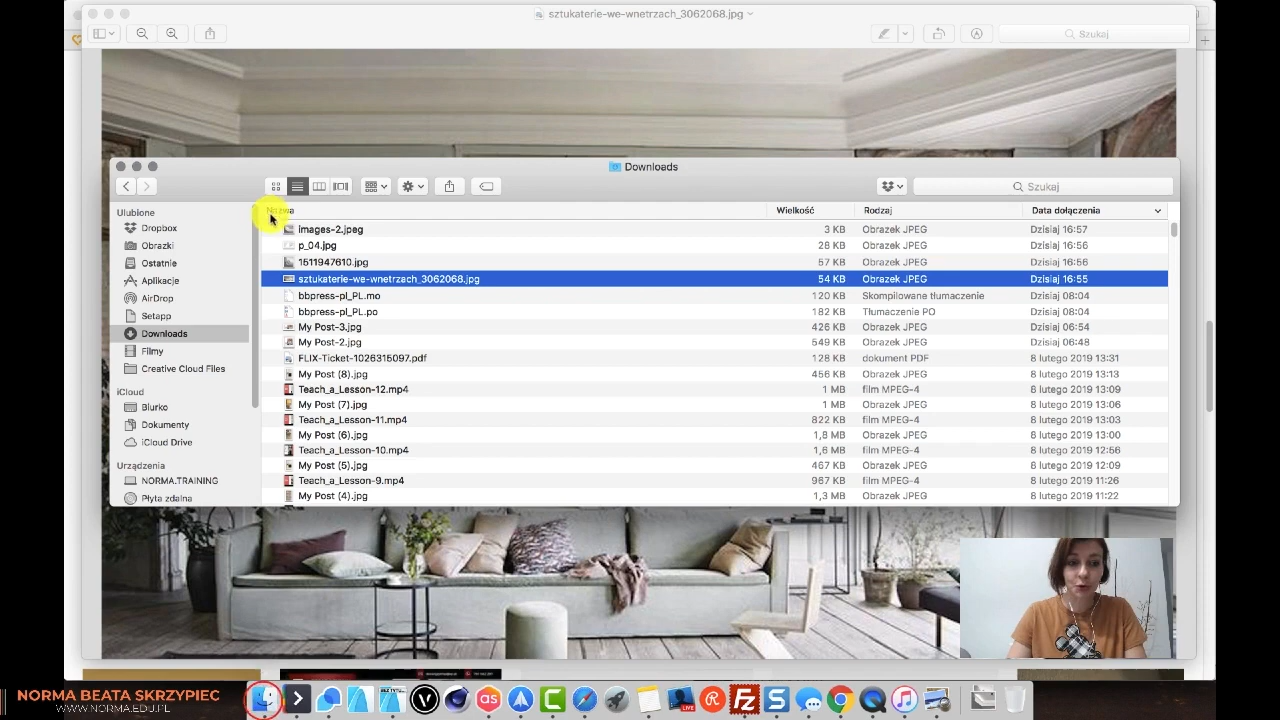 sztukaterie-we-wnetrzach_3062068.jpg
Szukaj
Downloads
Szukaj
Ulubione
Dropbox
Obrazki
Ostatnie
Aplikacje
AirDrop
Setapp
Downloads
Filmy
Creative Cloud Files
iCloud
Biurko
Dokumenty
iCloud Drive
Urządzenia
NORMA.TRAINING
Płyta zdalna
Nazwa Wielkość Rodzaj Data dołączenia
images-2.jpeg 3 KB Obrazek JPEG Dzisiaj 16:57
p_04.jpg 28 KB Obrazek JPEG Dzisiaj 16:56
1511947610.jpg 57 KB Obrazek JPEG Dzisiaj 16:56
sztukaterie-we-wnetrzach_3062068.jpg 54 KB Obrazek JPEG Dzisiaj 16:55
bbpress-pl_PL.mo 120 KB Skompilowane tłumaczenie Dzisiaj 08:04
bbpress-pl_PL.po 182 KB Tłumaczenie PO Dzisiaj 08:04
My Post-3.jpg 426 KB Obrazek JPEG Dzisiaj 06:54
My Post-2.jpg 549 KB Obrazek JPEG Dzisiaj 06:48
FLIX-Ticket-1026315097.pdf 128 KB dokument PDF 8 lutego 2019 13:31
My Post (8).jpg 456 KB Obrazek JPEG 8 lutego 2019 13:13
Teach_a_Lesson-12.mp4 1 MB film MPEG-4 8 lutego 2019 13:09
My Post (7).jpg 1 MB Obrazek JPEG 8 lutego 2019 13:06
Teach_a_Lesson-11.mp4 822 KB film MPEG-4 8 lutego 2019 13:03
My Post (6).jpg 1,8 MB Obrazek JPEG 8 lutego 2019 13:00
Teach_a_Lesson-10.mp4 1,6 MB film MPEG-4 8 lutego 2019 12:56
My Post (5).jpg 467 KB Obrazek JPEG 8 lutego 2019 12:09
Teach_a_Lesson-9.mp4 967 KB film MPEG-4 8 lutego 2019 11:26
My Post (4).jpg 1,3 MB Obrazek JPEG 8 lutego 2019 11:22
NORMA BEATA SKRZYPIEC
WWW.NORMA.EDU.PL
as
LIVE
FZ
S